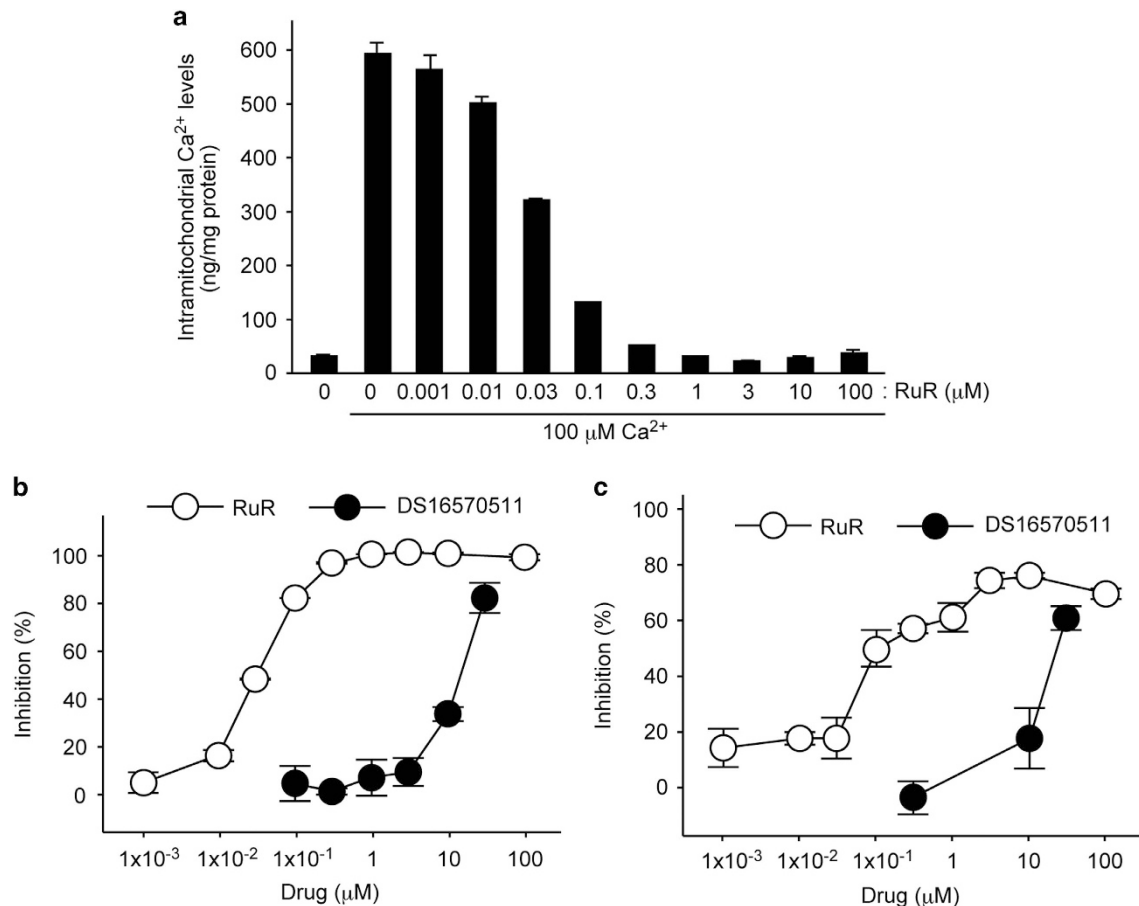 a
Intramitochondrial Ca²⁺ levels
(ng/mg protein)
600
500
400
300
200
100
0
0 0 0.001 0.01 0.03 0.1 0.3 1 3 10 100 : RuR (μM)
100 μM Ca²⁺
b
RuR DS16570511
Inhibition (%)
100
80
60
40
20
0
1x10⁻³ 1x10⁻² 1x10⁻¹ 1 10 100
Drug (μM)
c
RuR DS16570511
Inhibition (%)
100
80
60
40
20
0
1x10⁻³ 1x10⁻² 1x10⁻¹ 1 10 100
Drug (μM)